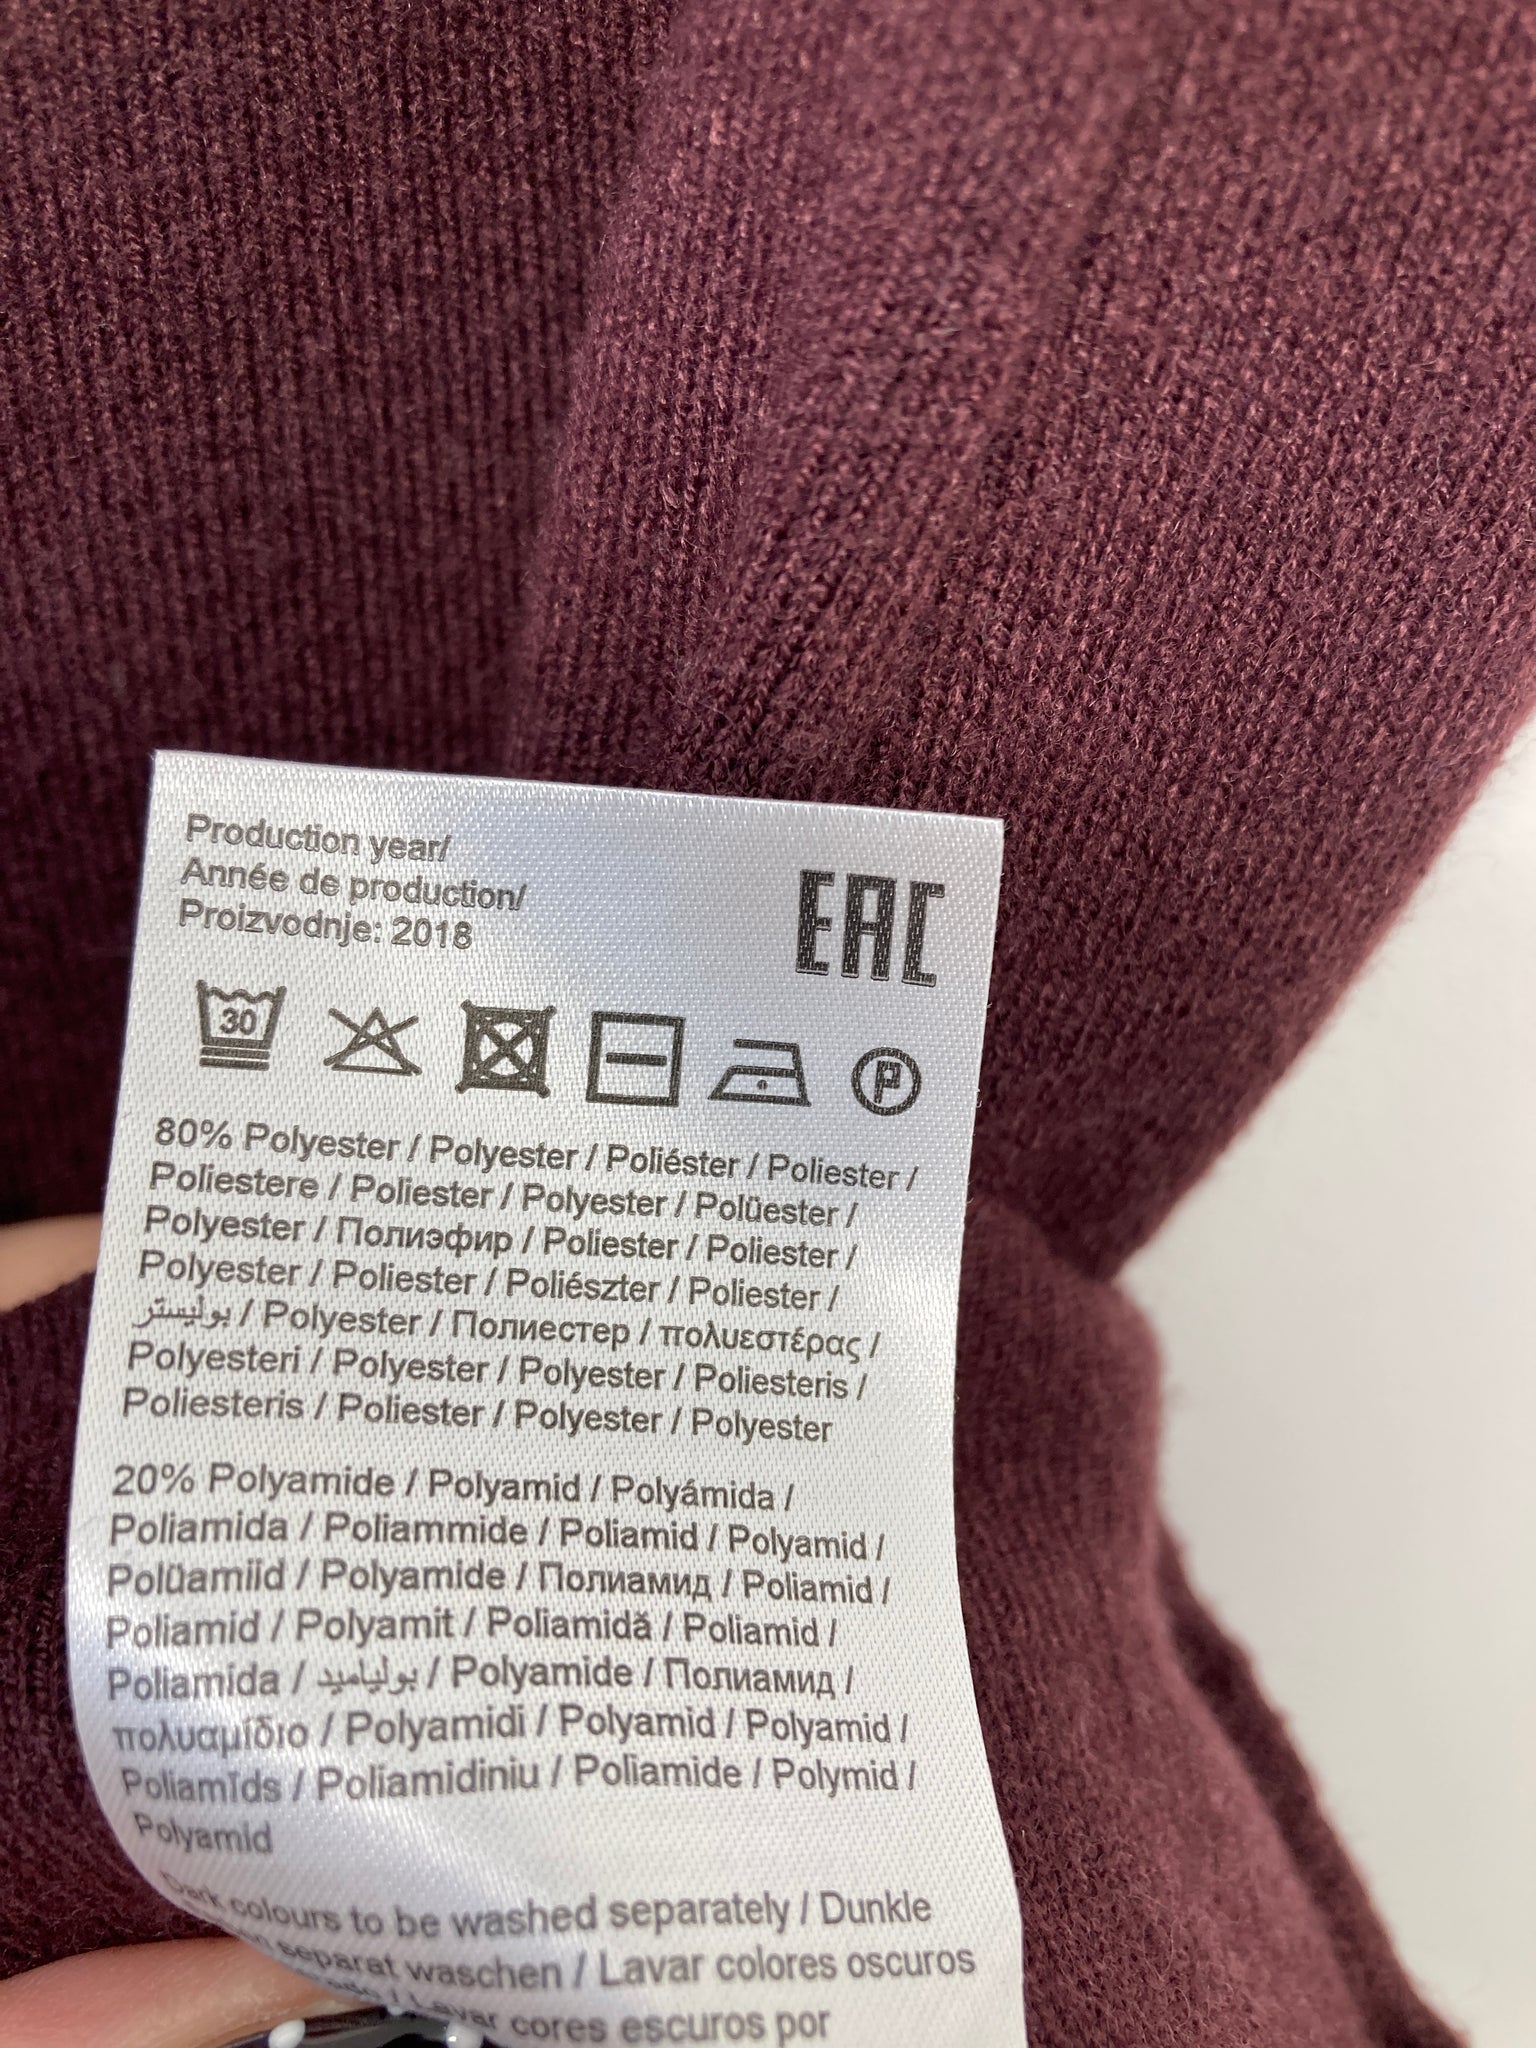 Production year/
Année de production/
Proizvodnje: 2018
EAC
30
P
80% Polyester / Polyester / Poliéster / Poliester /
Poliestere / Poliester / Polyester / Polüester /
Polyester / Полиэфир / Poliester / Poliester /
Polyester / Poliester / Poliészter / Poliester /
بوليستر / Polyester / Полиестер / πολυεστέρας /
Polyesteri / Polyester / Polyester / Poliesteris /
Poliesteris / Poliester / Polyester / Polyester
20% Polyamide / Polyamid / Polyámida /
Poliamida / Poliammide / Poliamid / Polyamid /
Polüamiid / Polyamide / Полиамид / Poliamid /
Poliamid / Polyamit / Poliamidă / Poliamid /
Poliamida / بولياميد / Polyamide / Полиамид /
πολυαμίδιο / Polyamidi / Polyamid / Polyamid /
Poliamīds / Poliamidiniu / Poliamide / Polymid /
Polyamid
Dark colours to be washed separately / Dunkle
separat waschen / Lavar colores oscuros
/ Lavar cores escuros por